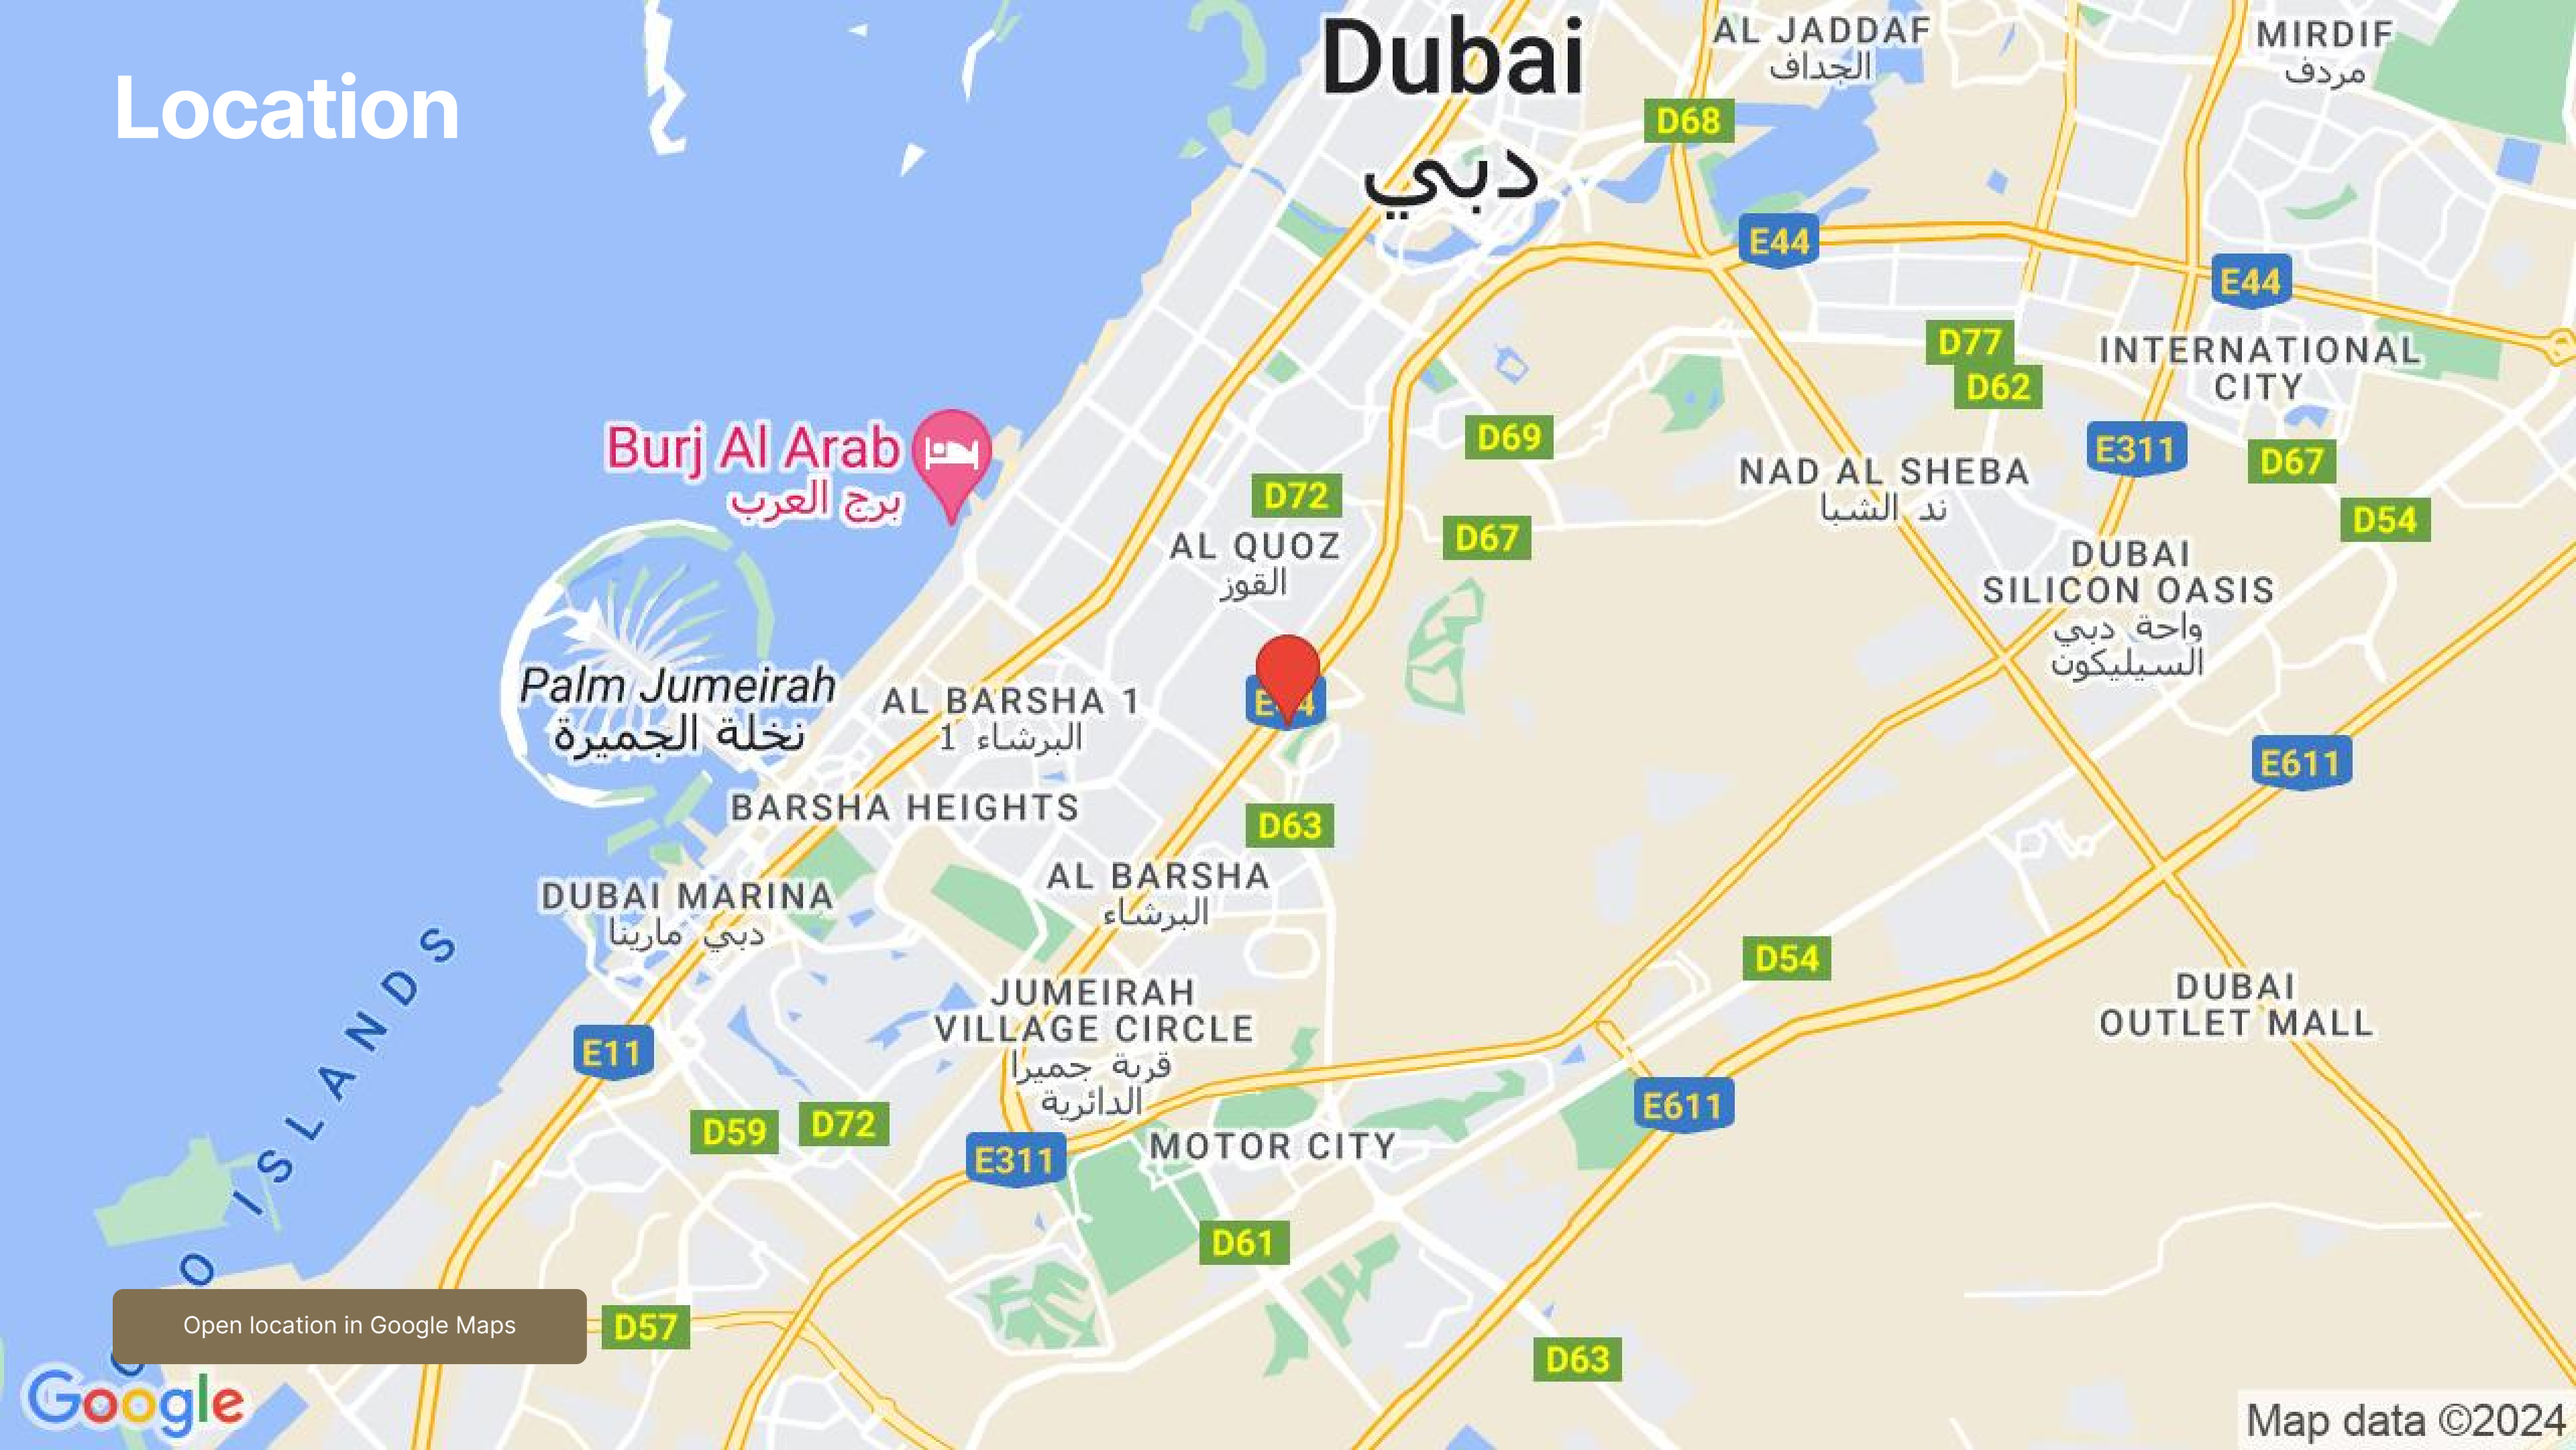 Location
Dubai
دبي
AL JADDAF
الجداف
MIRDIF
مردف
D68
E44
E44
D77
D62
INTERNATIONAL
CITY
Burj Al Arab
برج العرب
D69
E311
D67
D72
NAD AL SHEBA
ند الشبا
D54
D67
AL QUOZ
القوز
DUBAI
SILICON OASIS
واحة دبي
السيليكون
Palm Jumeirah
نخلة الجميرة
AL BARSHA 1
البرشاء 1
E611
BARSHA HEIGHTS
D63
AL BARSHA
البرشاء
DUBAI MARINA
دبي مارينا
D54
JUMEIRAH
VILLAGE CIRCLE
قرية جميرا
الدائرية
DUBAI
OUTLET MALL
ISLANDS
E11
E611
D59
D72
E311
MOTOR CITY
D61
Open location in Google Maps
D57
D63
Google
Map data ©2024